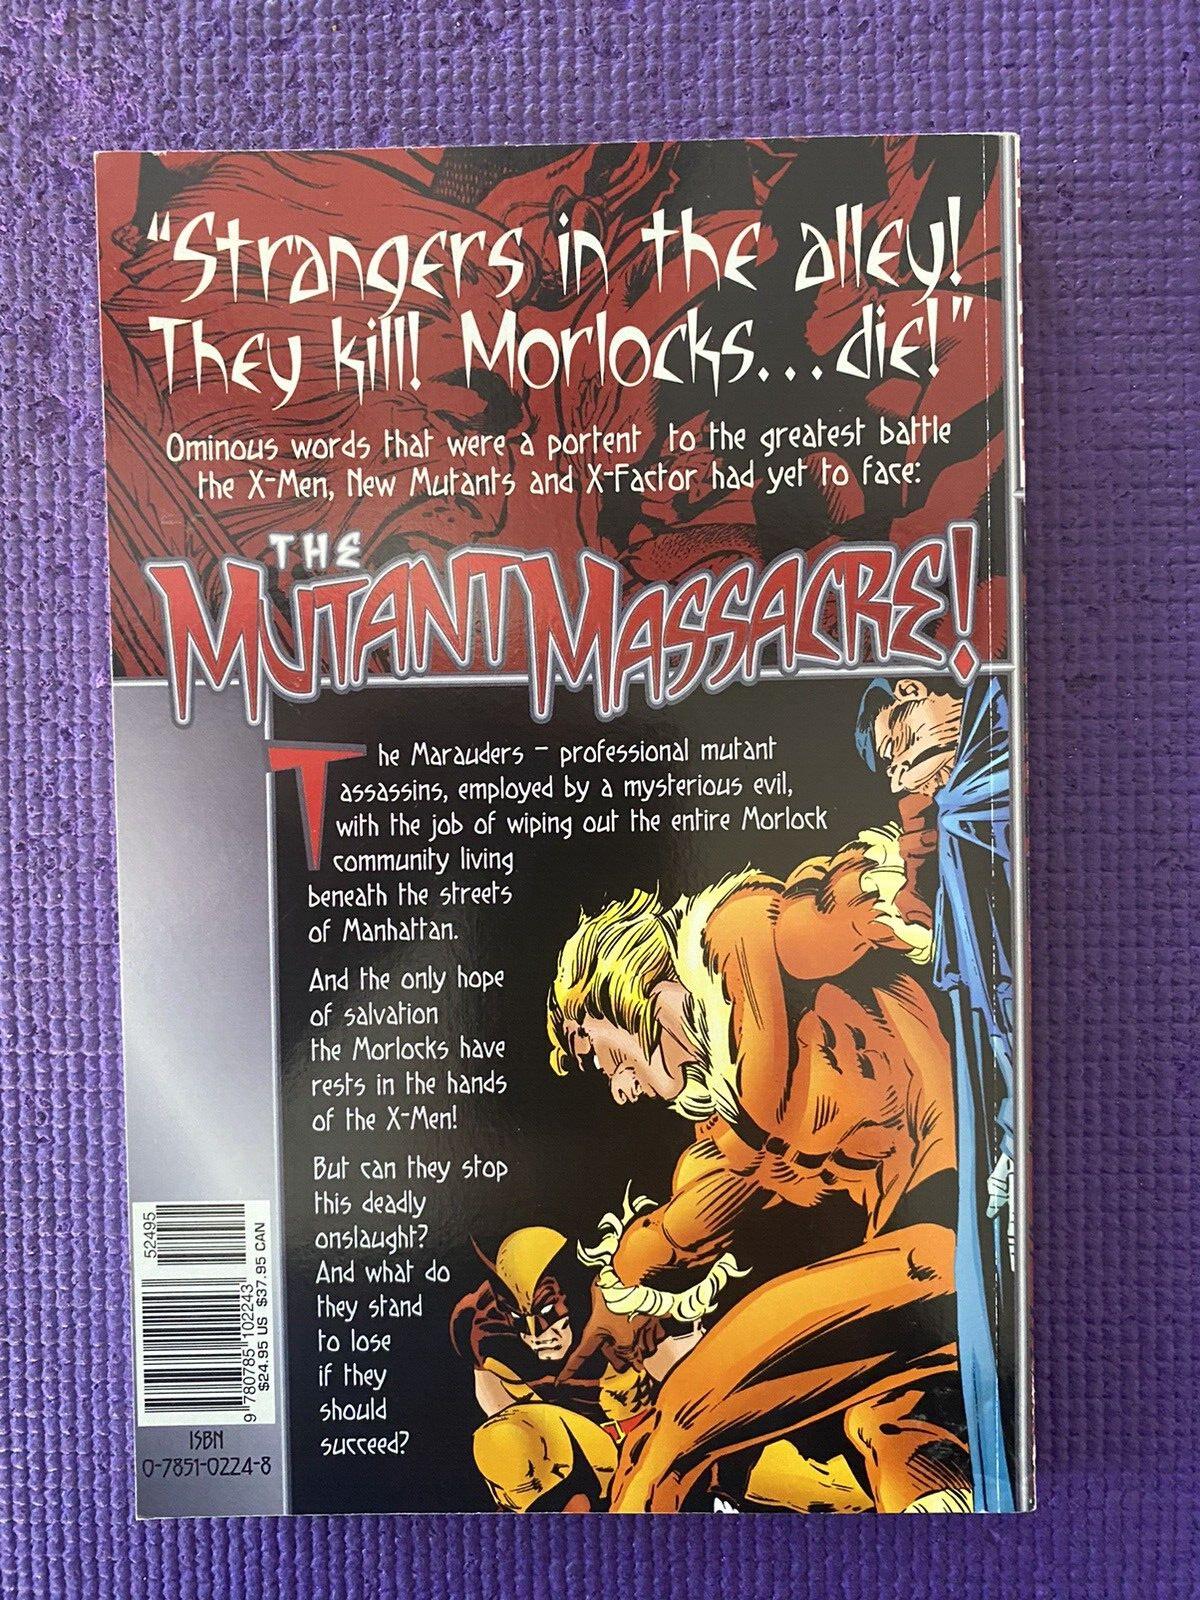 “Strangers in the alley!
They kill! Morlocks...die!”
Ominous words that were a portent to the greatest battle
the X-Men, New Mutants and X-Factor had yet to face:
THE
MUTANT MASSACRE!
The Marauders – professional mutant
assassins, employed by a mysterious evil,
with the job of wiping out the entire Morlock
community living
beneath the streets
of Manhattan.
And the only hope
of salvation
the Morlocks have
rests in the hands
of the X-Men!
But can they stop
this deadly
onslaught?
And what do
they stand
to lose
if they
should
succeed?
52495
9 780785 102243
$24.95 US $37.95 CAN
ISBN
0-7851-0224-8